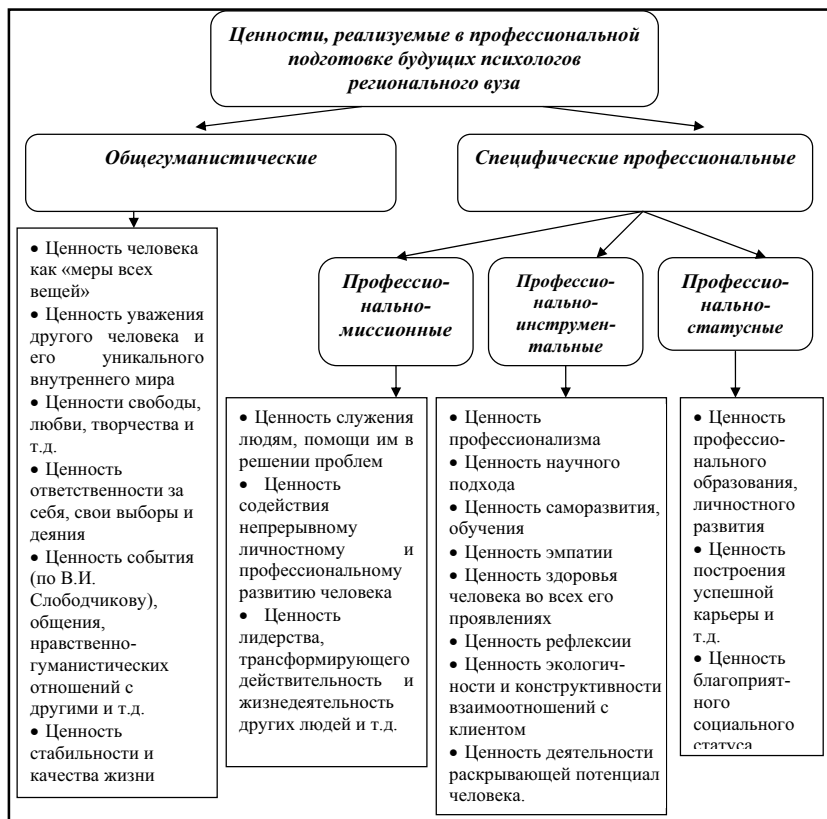 Ценности, реализуемые в профессиональной
подготовке будущих психологов
регионального вуза
Общегуманистические
Специфические профессиональные
• Ценность человека
как «меры всех
вещей»
• Ценность уважения
другого человека и
его уникального
внутреннего мира
• Ценности свободы,
любви, творчества и
т.д.
• Ценность
ответственности за
себя, свои выборы и
деяния
• Ценность события
(по В.И.
Слободчикову),
общения,
нравственно-
гуманистических
отношений с
другими и т.д.
• Ценность
стабильности и
качества жизни
Профессио-
нально-
миссионные
• Ценность служения
людям, помощи им в
решении проблем
• Ценность
содействия
непрерывному
личностному и
профессиональному
развитию человека
• Ценность
лидерства,
трансформирующего
действительность и
жизнедеятельность
других людей и т.д.
Профессио-
нально-
инструмен-
тальные
• Ценность
профессионализма
• Ценность научного
подхода
• Ценность саморазвития,
обучения
• Ценность эмпатии
• Ценность здоровья
человека во всех его
проявлениях
• Ценность рефлексии
• Ценность экологич-
ности и конструктивности
взаимоотношений с
клиентом
• Ценность деятельности
раскрывающей потенциал
человека.
Профессио-
нально-
статусные
• Ценность
профессио-
нального
образования,
личностного
развития
• Ценность
построения
успешной
карьеры и
т.д.
• Ценность
благоприят-
ного
социального
статуса